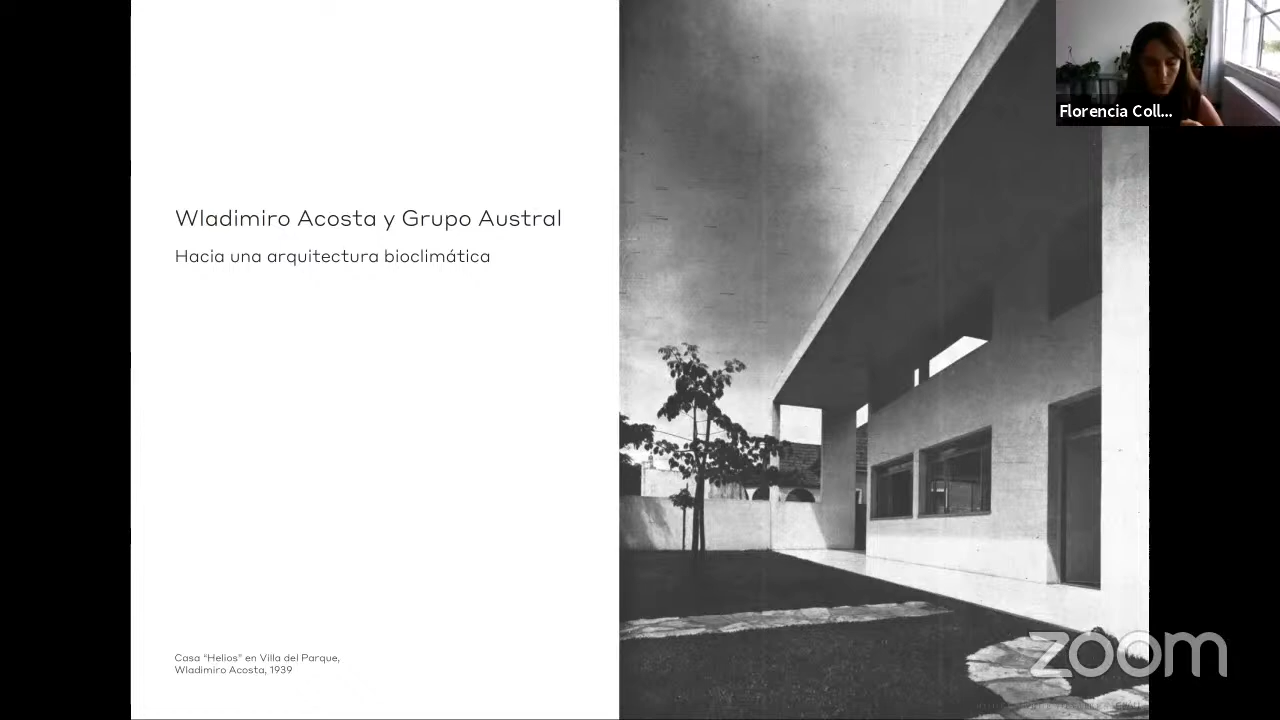 Wladimiro Acosta y Grupo Austral
Hacia una arquitectura bioclimática
Casa “Helios” en Villa del Parque,
Wladimiro Acosta, 1939
Florencia Coll...
zoom